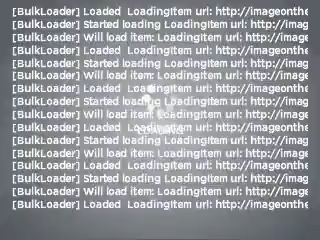 [BulkLoader] Loaded LoadingItem url: http://imageonthe
[BulkLoader] Started loading LoadingItem url: http://imag
[BulkLoader] Will load item: LoadingItem url: http://image
[BulkLoader] Loaded LoadingItem url: http://imageonthe
[BulkLoader] Started loading LoadingItem url: http://imag
[BulkLoader] Will load item: LoadingItem url: http://image
[BulkLoader] Loaded LoadingItem url: http://imageonthe
[BulkLoader] Started loading LoadingItem url: http://imag
[BulkLoader] Will load item: LoadingItem url: http://image
[BulkLoader] Loaded LoadingItem url: http://imageonthe
[BulkLoader] Started loading LoadingItem url: http://imag
[BulkLoader] Will load item: LoadingItem url: http://image
[BulkLoader] Loaded LoadingItem url: http://imageonthe
[BulkLoader] Started loading LoadingItem url: http://imag
[BulkLoader] Will load item: LoadingItem url: http://image
[BulkLoader] Loaded LoadingItem url: http://imageonthe